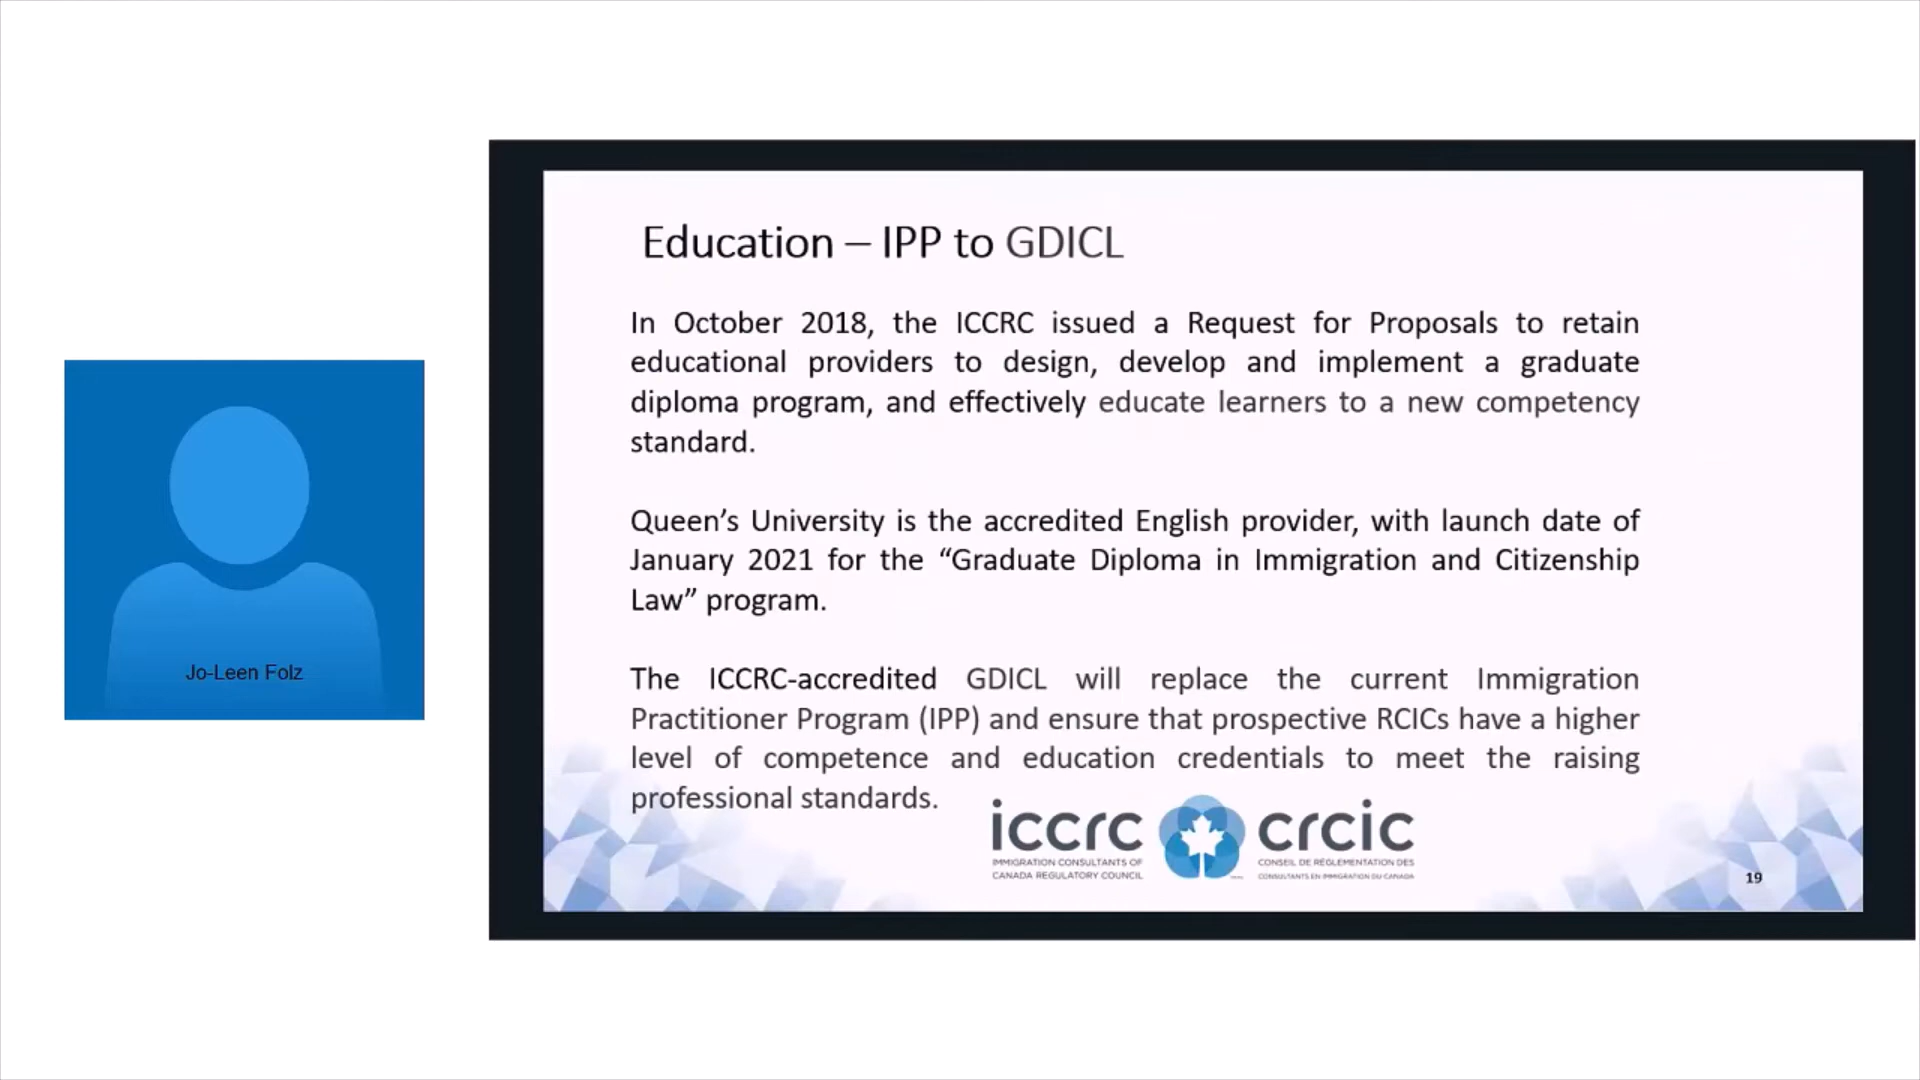 Jo-Leen Folz
Education – IPP to GDICL
In October 2018, the ICCRC issued a Request for Proposals to retain
educational providers to design, develop and implement a graduate
diploma program, and effectively educate learners to a new competency
standard.
Queen’s University is the accredited English provider, with launch date of
January 2021 for the “Graduate Diploma in Immigration and Citizenship
Law” program.
The ICCRC-accredited GDICL will replace the current Immigration
Practitioner Program (IPP) and ensure that prospective RCICs have a higher
level of competence and education credentials to meet the raising
professional standards.
iccrc crcic
IMMIGRATION CONSULTANTS OF
CANADA REGULATORY COUNCIL
CONSEIL DE RÉGLEMENTATION DES
CONSULTANTS EN IMMIGRATION DU CANADA
19